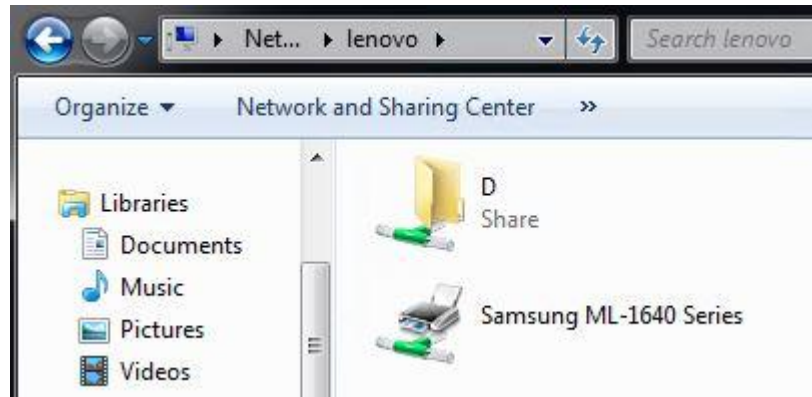 Net... lenovo Search lenovo
Organize Network and Sharing Center »
Libraries
Documents
Music
Pictures
Videos
D
Share
Samsung ML-1640 Series